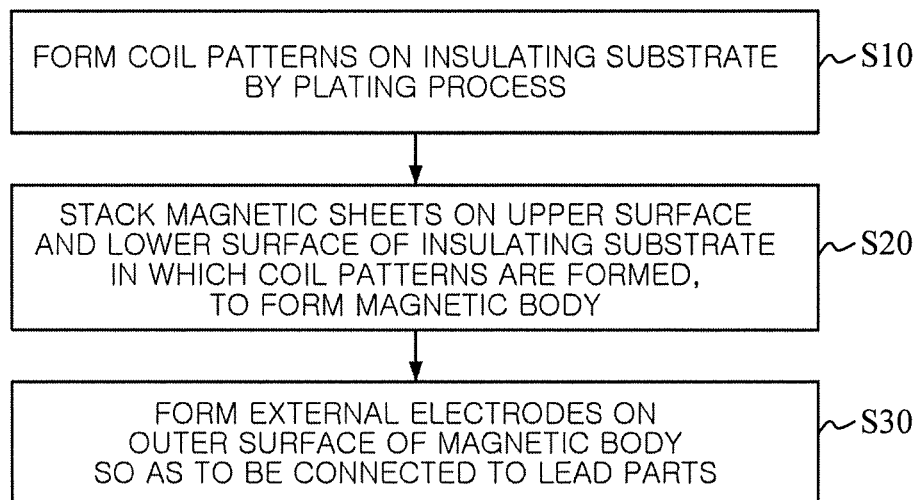 FORM COIL PATTERNS ON INSULATING SUBSTRATE
BY PLATING PROCESS
S10
STACK MAGNETIC SHEETS ON UPPER SURFACE
AND LOWER SURFACE OF INSULATING SUBSTRATE
IN WHICH COIL PATTERNS ARE FORMED,
TO FORM MAGNETIC BODY
S20
FORM EXTERNAL ELECTRODES ON
OUTER SURFACE OF MAGNETIC BODY
SO AS TO BE CONNECTED TO LEAD PARTS
S30